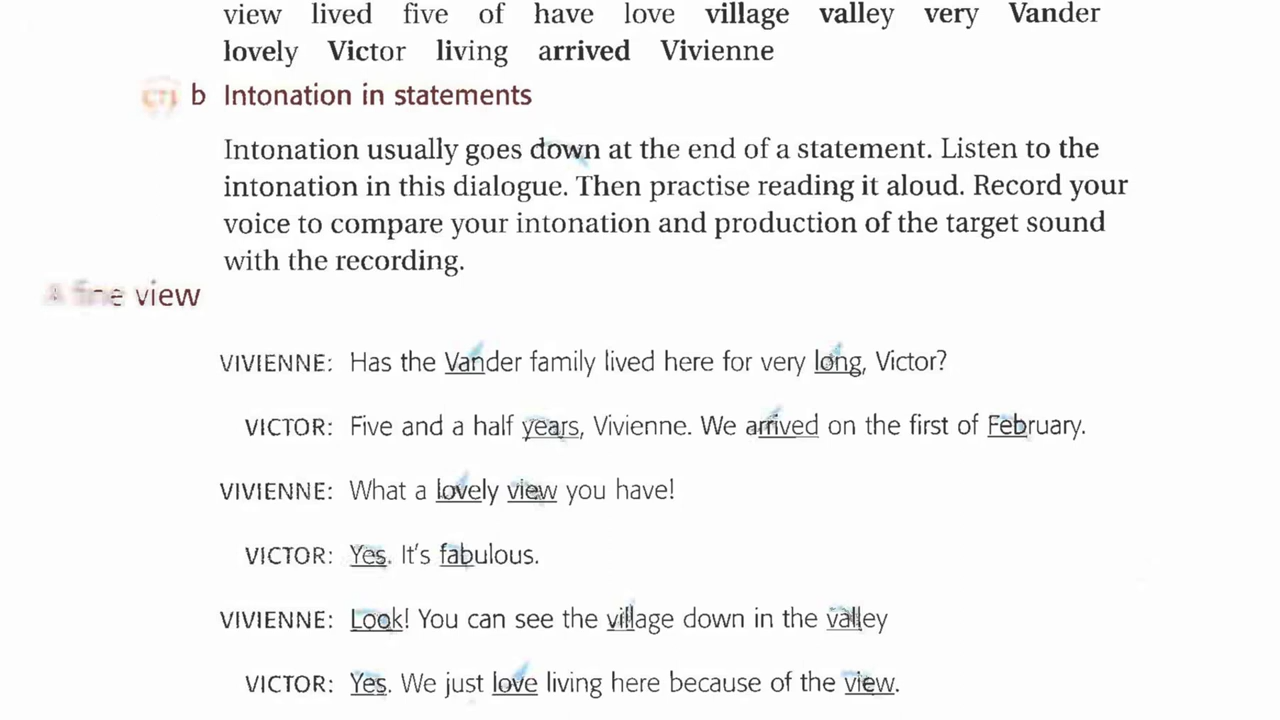 view lived five of have love village valley very Vander
lovely Victor living arrived Vivienne
b Intonation in statements
Intonation usually goes down at the end of a statement. Listen to the
intonation in this dialogue. Then practise reading it aloud. Record your
voice to compare your intonation and production of the target sound
with the recording.
A fine view
VIVIENNE: Has the Vander family lived here for very long, Victor?
VICTOR: Five and a half years, Vivienne. We arrived on the first of February.
VIVIENNE: What a lovely view you have!
VICTOR: Yes. It's fabulous.
VIVIENNE: Look! You can see the village down in the valley
VICTOR: Yes. We just love living here because of the view.